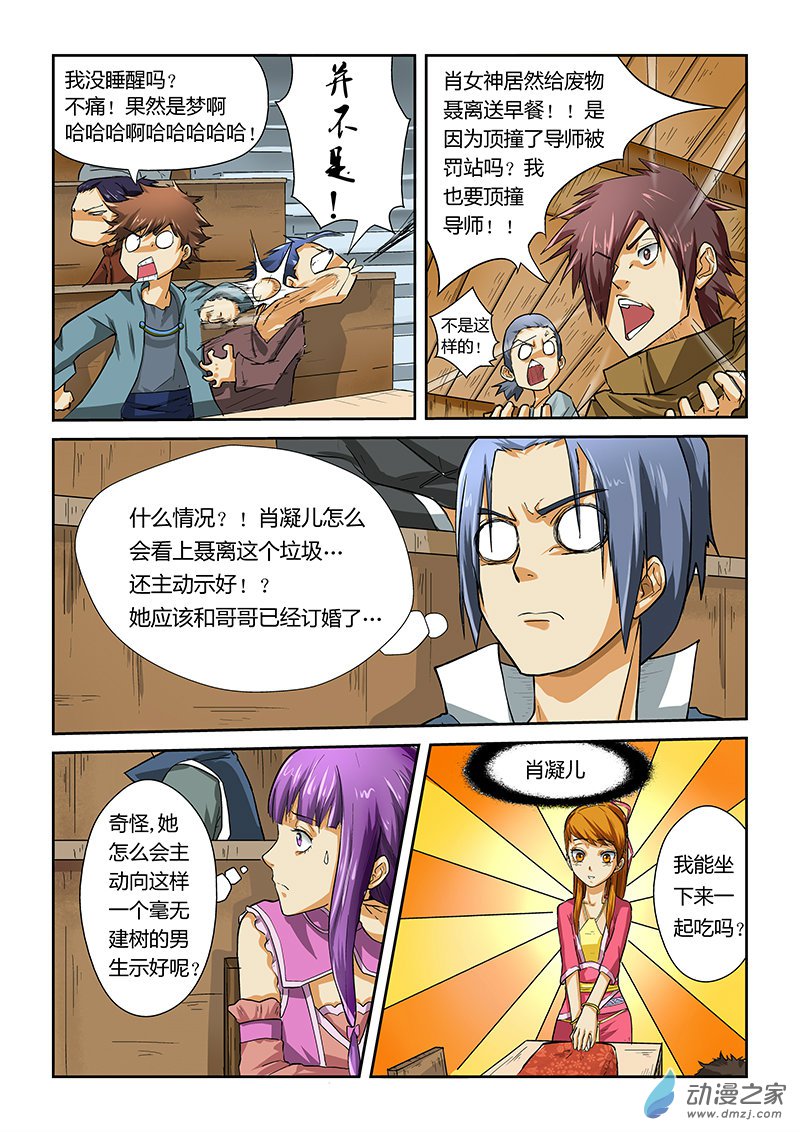 我没睡醒吗？
不痛！果然是梦啊
哈哈哈啊哈哈哈哈哈！
并不是！
肖女神居然给废物
聂离送早餐！！是
因为顶撞了导师被
罚站吗？我
也要顶撞
导师！！
不是这
样的！
什么情况？！肖凝儿怎么
会看上聂离这个垃圾…
还主动示好！？
她应该和哥哥已经订婚了…
奇怪,她
怎么会主
动向这样
一个毫无
建树的男
生示好呢？
肖凝儿
我能坐
下来一
起吃吗？
动漫之家
www.dmzj.com